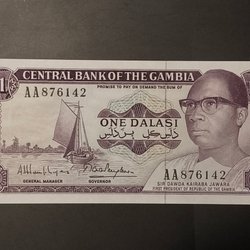 1
CENTRAL BANK OF THE GAMBIA
PROMISE TO PAY ON DEMAND THE SUM OF
AA876142
ONE DALASI
AA876142
GENERAL MANAGER
GOVERNOR
SIR DAWDA KAIRABA JAWARA
FIRST PRESIDENT OF REPUBLIC OF THE GAMBIA